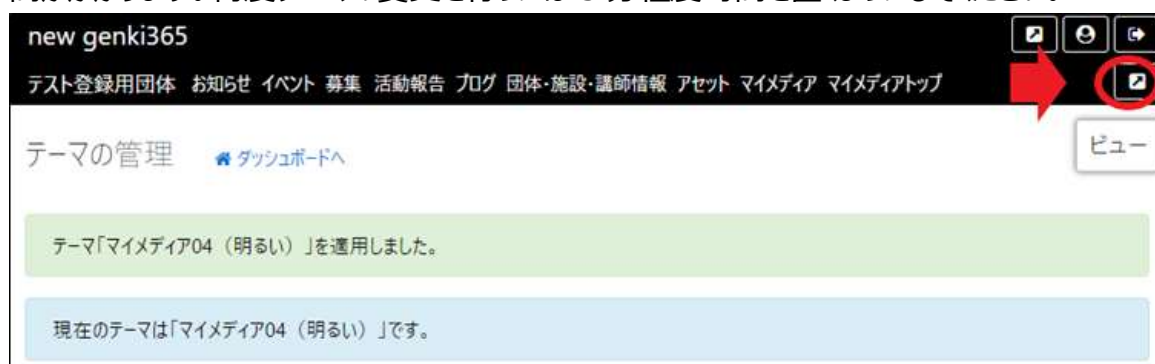 new genki365
テスト登録用団体 お知らせ イベント 募集 活動報告 ブログ 団体・施設・講師情報 アセット マイメディア マイメディアトップ
テーマの管理 ダッシュボードへ
ビュー
テーマ「マイメディア04（明るい）」を適用しました。
現在のテーマは「マイメディア04（明るい）」です。